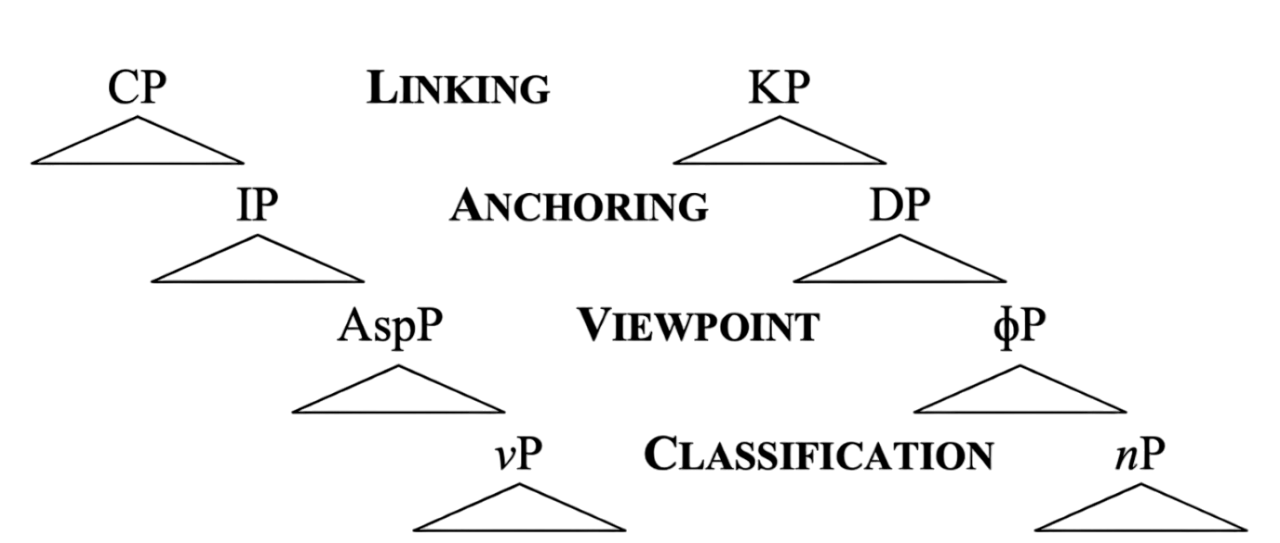 CP LINKING KP
IP ANCHORING DP
AspP VIEWPOINT ϕP
vP CLASSIFICATION nP